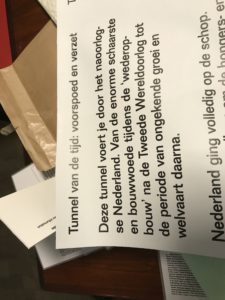 Tunnel van de tijd: voorspoed en verzet
Deze tunnel voert je door het naoorlog-
se Nederland. Van de enorme schaarste
en bouwwoede tijdens de 'wederop-
bouw' na de Tweede Wereldoorlog tot
de periode van ongekende groei en
welvaart daarna.
Nederland ging volledig op de schop.